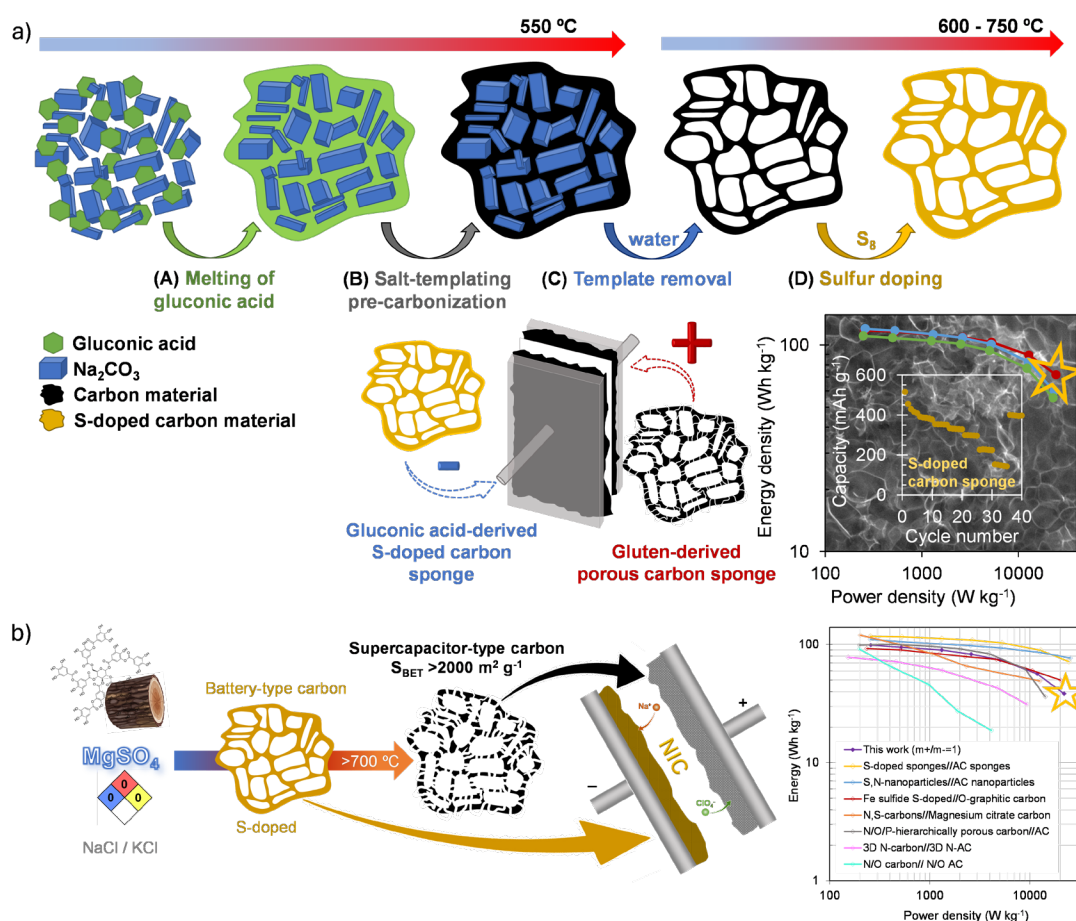 a)
550 ºC
600 - 750 ºC
water
S₈
(A) Melting of
gluconic acid
(B) Salt-templating
pre-carbonization
(C) Template removal
(D) Sulfur doping
Gluconic acid
Na₂CO₃
Carbon material
S-doped carbon material
Gluconic acid-derived
S-doped carbon
sponge
Gluten-derived
porous carbon sponge
Energy density (Wh kg⁻¹)
100
10
100
1000
10000
Power density (W kg⁻¹)
Capacity (mAh g⁻¹)
600
400
200
0
0
10
20
30
40
Cycle number
S-doped
carbon sponge
b)
MgSO₄
0
0
0
NaCl / KCl
Battery-type carbon
S-doped
>700 ºC
Supercapacitor-type carbon
S_BET >2000 m² g⁻¹
Na⁺
NIC
ClO₄⁻
+
−
Energy (Wh kg⁻¹)
100
10
1
100
1000
10000
Power density (W kg⁻¹)
This work (m+/m-=1)
S-doped sponges//AC sponges
S,N-nanoparticles//AC nanoparticles
Fe sulfide S-doped//O-graphitic carbon
N,S-carbons//Magnesium citrate carbon
N/O/P-hierarchically porous carbon//AC
3D N-carbon//3D N-AC
N/O carbon// N/O AC